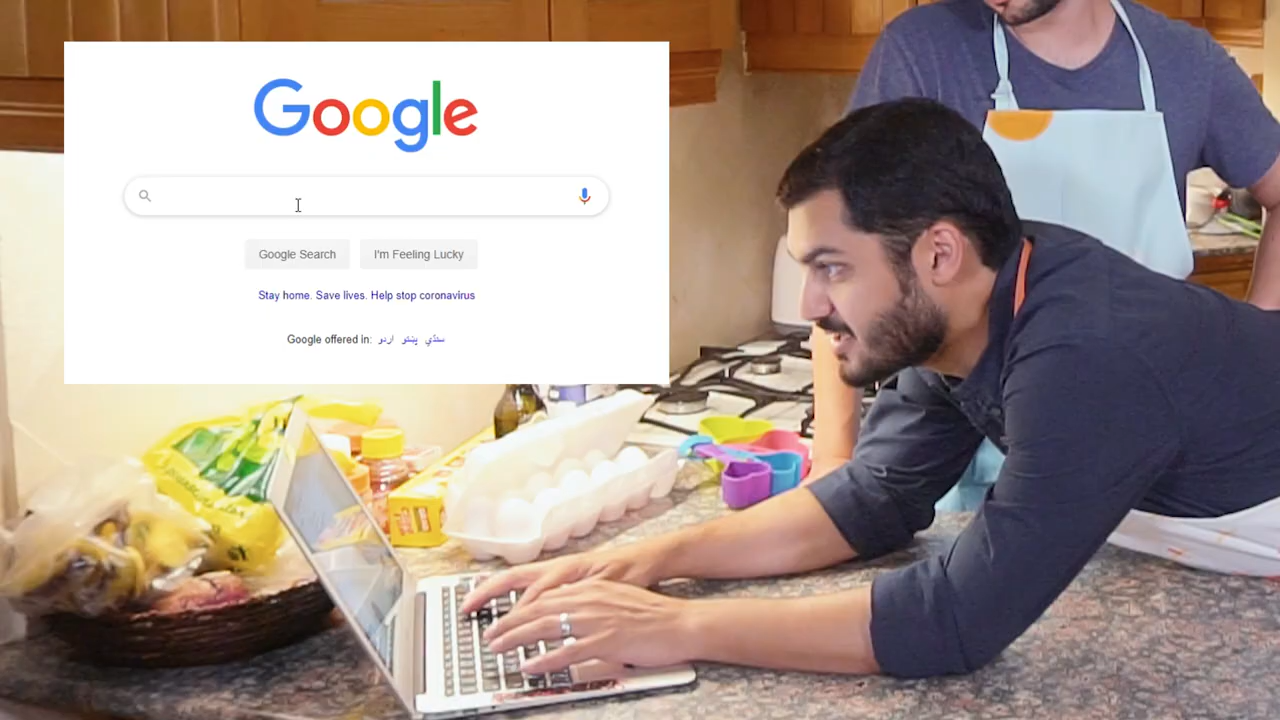 Google
Google Search
I'm Feeling Lucky
Stay home. Save lives. Help stop coronavirus
Google offered in: اردو پښتو سنڌي